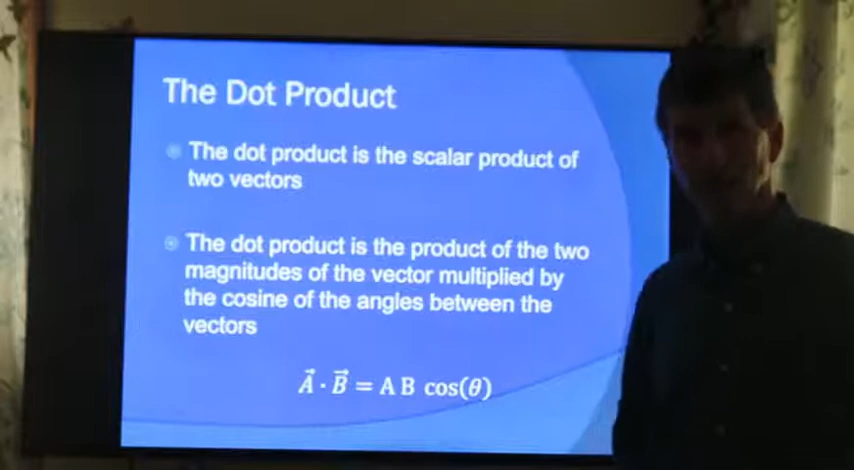 The Dot Product
The dot product is the scalar product of
two vectors
The dot product is the product of the two
magnitudes of the vector multiplied by
the cosine of the angles between the
vectors
A⃗ · B⃗ = A B cos(θ)